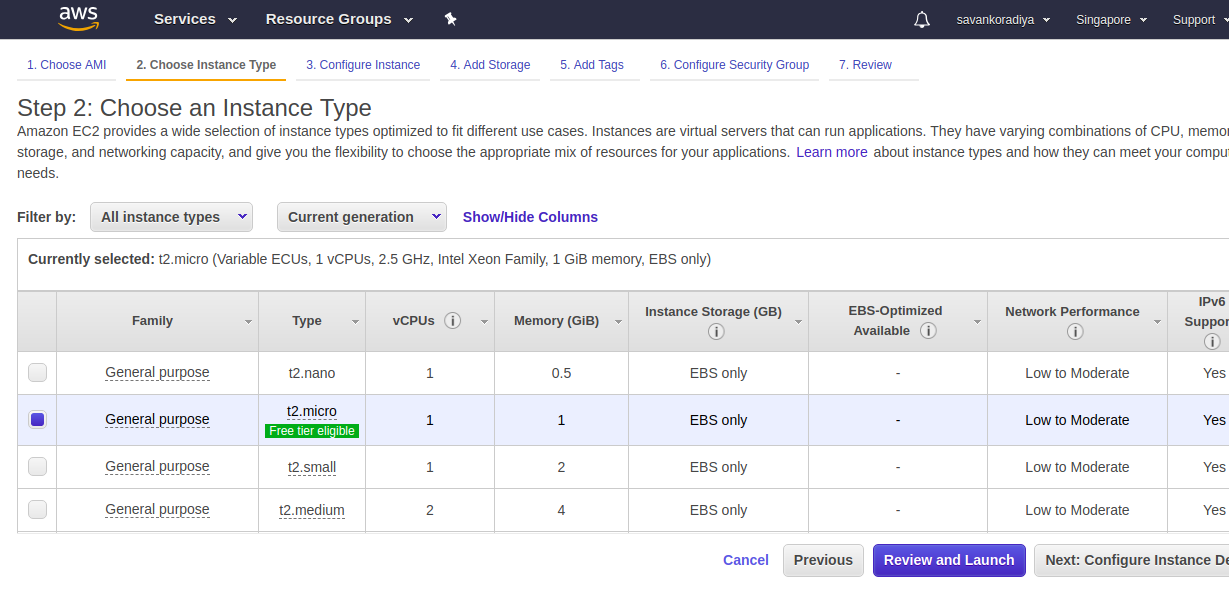 aws Services Resource Groups savankoradiya Singapore Support
1. Choose AMI 2. Choose Instance Type 3. Configure Instance 4. Add Storage 5. Add Tags 6. Configure Security Group 7. Review
Step 2: Choose an Instance Type
Amazon EC2 provides a wide selection of instance types optimized to fit different use cases. Instances are virtual servers that can run applications. They have varying combinations of CPU,
storage, and networking capacity, and give you the flexibility to choose the appropriate mix of resources for your applications. Learn more about instance types and how they can meet your
needs.
Filter by: All instance types Current generation Show/Hide Columns
Currently selected: t2.micro (Variable ECUs, 1 vCPUs, 2.5 GHz, Intel Xeon Family, 1 GiB memory, EBS only)
Family Type vCPUs Memory (GiB) Instance Storage (GB) EBS-Optimized Available Network Performance IPv6
General purpose t2.nano 1 0.5 EBS only - Low to Moderate Yes
General purpose t2.micro 1 1 EBS only - Low to Moderate Yes
Free tier eligible
General purpose t2.small 1 2 EBS only - Low to Moderate Yes
General purpose t2.medium 2 4 EBS only - Low to Moderate Yes
Cancel Previous Review and Launch Next: Configure Instance